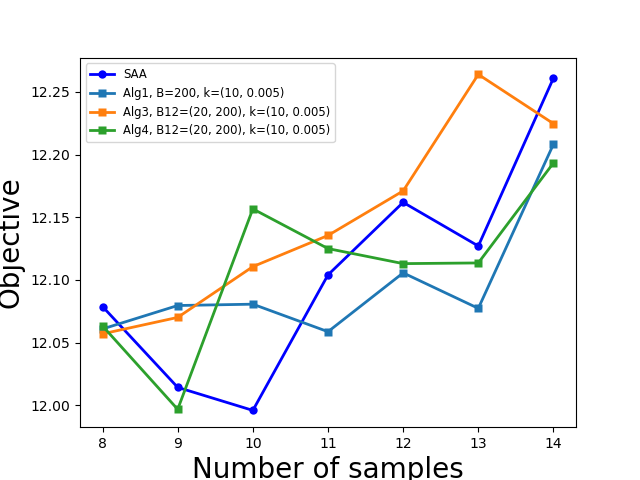 SAA
Alg1, B=200, k=(10, 0.005)
Alg3, B12=(20, 200), k=(10, 0.005)
Alg4, B12=(20, 200), k=(10, 0.005)
12.25
12.20
12.15
12.10
12.05
12.00
Objective
8 9 10 11 12 13 14
Number of samples